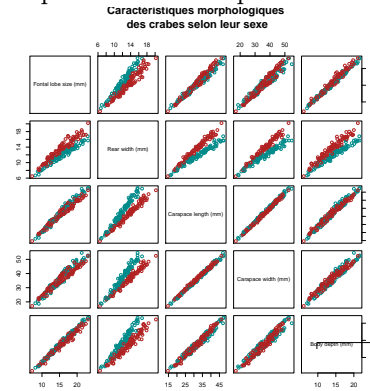 Caractéristiques morphologiques
des crabes selon leur sexe
6 10 14 18
20 30 40 50
Fontal lobe size (mm)
6 10 14 18
Rear width (mm)
Carapace length (mm)
20 30 40 50
Carapace width (mm)
Body depth (mm)
10 15 20
15 25 35 45
10 15 20